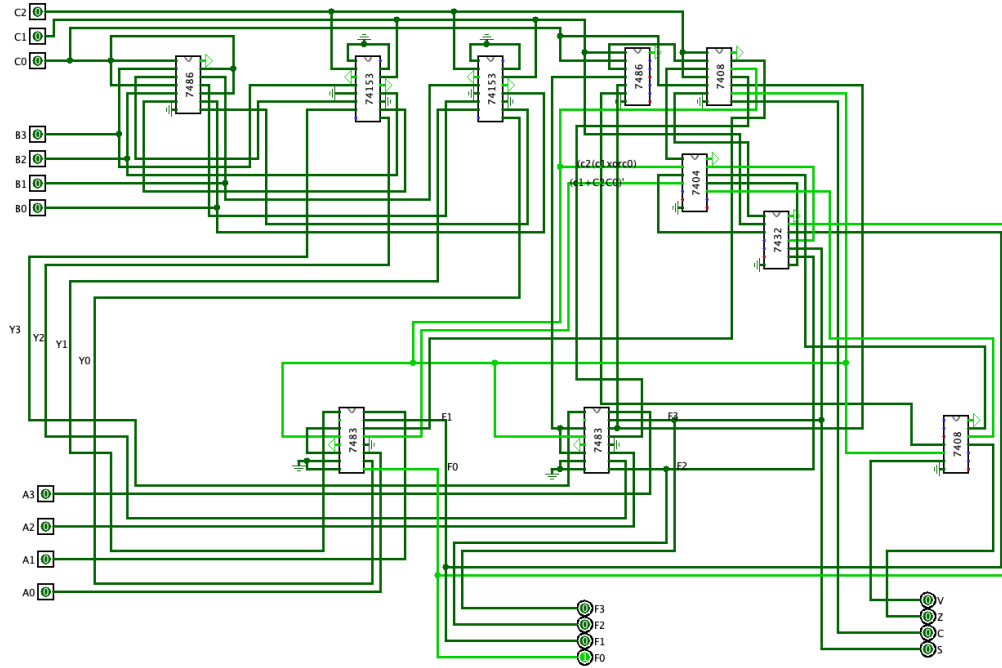 C2
C1
C0
7486
74153
74153
7486
7408
B3
B2
B1
B0
(c2(c1xorc0)
(c1+C2C0)'
7404
7432
Y3
Y2
Y1
Y0
7483
F1
F0
7483
F3
F2
7408
A3
A2
A1
A0
F3
F2
F1
F0
V
Z
C
S